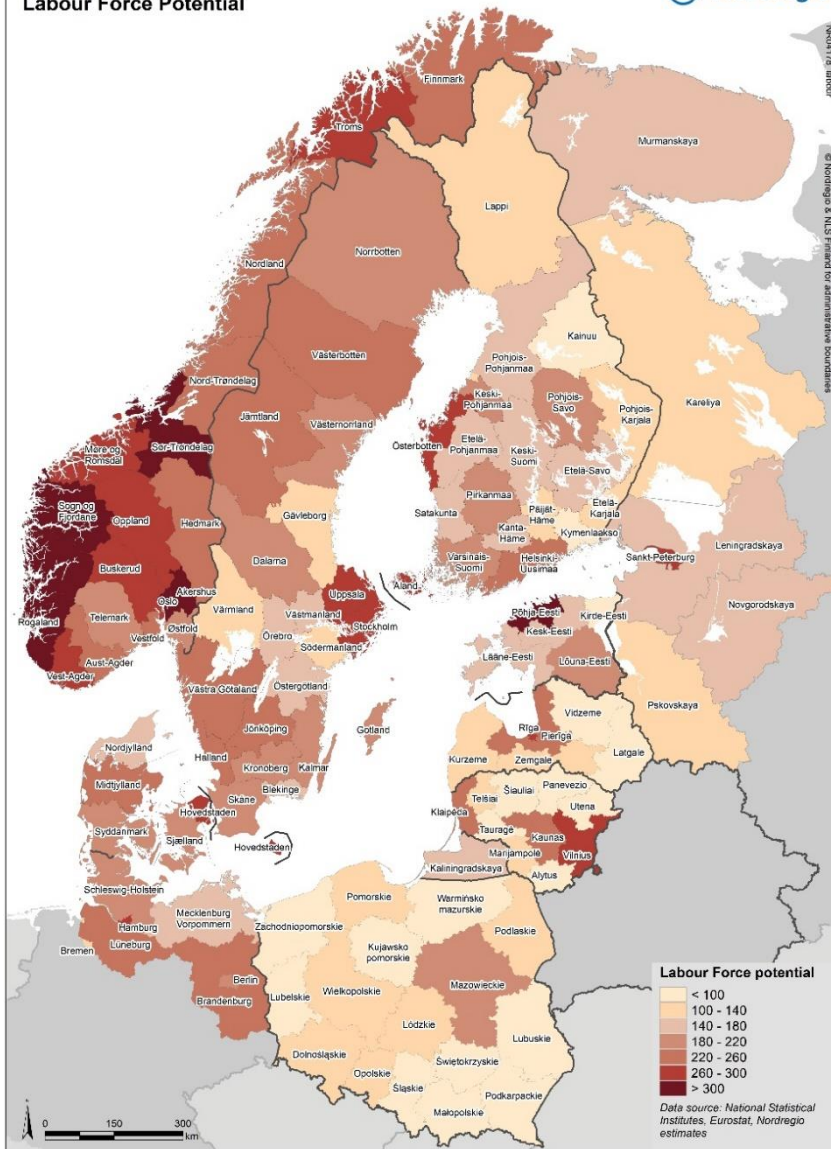 Labour Force Potential
Finnmark
Troms
Murmanskaya
Lappi
Norrbotten
Nordland
Kainuu
Västerbotten
Pohjois-
Pohjanmaa
Nord-Trøndelag
Keski-
Pohjanmaa
Pohjois-
Savo
Pohjois-
Karjala
Kareliya
Jämtland
Västernorrland
Österbotten
Etelä-
Pohjanmaa
Keski-
Suomi
Sør-Trøndelag
Møre og
Romsdal
Etelä-Savo
Pirkanmaa
Etelä-
Karjala
Satakunta
Päijät-
Häme
Kanta-
Häme
Kymenlaakso
Sogn og
Fjordane
Oppland
Hedmark
Gävleborg
Dalarna
Varsinais-
Suomi
Helsinki-
Uusimaa
Sankt-Peterburg
Leningradskaya
Buskerud
Akershus
Oslo
Uppsala
Åland
Värmland
Västmanland
Stockholm
Novgorodskaya
Põhja-Eesti
Kirde-Eesti
Kesk-Eesti
Rogaland
Telemark
Vestfold
Østfold
Örebro
Södermanland
Lääne-Eesti
Lõuna-Eesti
Aust-Agder
Vest-Agder
Östergötland
Västra Götaland
Pskovskaya
Vidzeme
Rīga
Pierīga
Gotland
Jönköping
Nordjylland
Halland
Kronoberg
Kalmar
Kurzeme
Zemgale
Latgale
Midtjylland
Blekinge
Skåne
Telšiai
Šiauliai
Panevezio
Utena
Klaipėda
Hovedstaden
Syddanmark
Sjælland
Hovedstaden
Tauragė
Kaunas
Vilnius
Marijampolė
Kaliningradskaya
Alytus
Schleswig-Holstein
Pomorskie
Warmińsko
mazurskie
Hamburg
Mecklenburg
Vorpommern
Zachodniopomorskie
Podlaskie
Bremen
Lüneburg
Kujawsko
pomorskie
Mazowieckie
Berlin
Brandenburg
Lubelskie
Wielkopolskie
Łódzkie
Lubuskie
Dolnośląskie
Świętokrzyskie
Opolskie
Śląskie
Podkarpackie
Małopolskie
© Nordregio & NLS Finland for administrative boundaries
Labour Force potential
< 100
100 - 140
140 - 180
180 - 220
220 - 260
260 - 300
> 300
Data source: National Statistical
Institutes, Eurostat, Nordregio
estimates
0 150 300
km